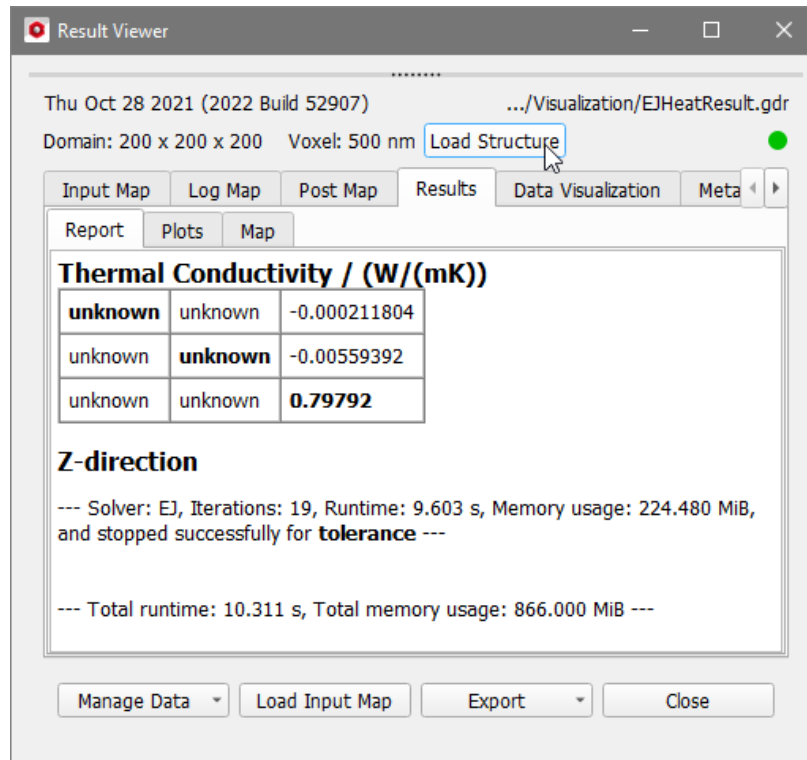 Result Viewer
Thu Oct 28 2021 (2022 Build 52907) .../Visualization/EJHeatResult.gdr
Domain: 200 x 200 x 200 Voxel: 500 nm Load Structure
Input Map Log Map Post Map Results Data Visualization Meta
Report Plots Map
Thermal Conductivity / (W/(mK))
unknown unknown -0.000211804
unknown unknown -0.00559392
unknown unknown 0.79792
Z-direction
--- Solver: EJ, Iterations: 19, Runtime: 9.603 s, Memory usage: 224.480 MiB,
and stopped successfully for tolerance ---
--- Total runtime: 10.311 s, Total memory usage: 866.000 MiB ---
Manage Data Load Input Map Export Close